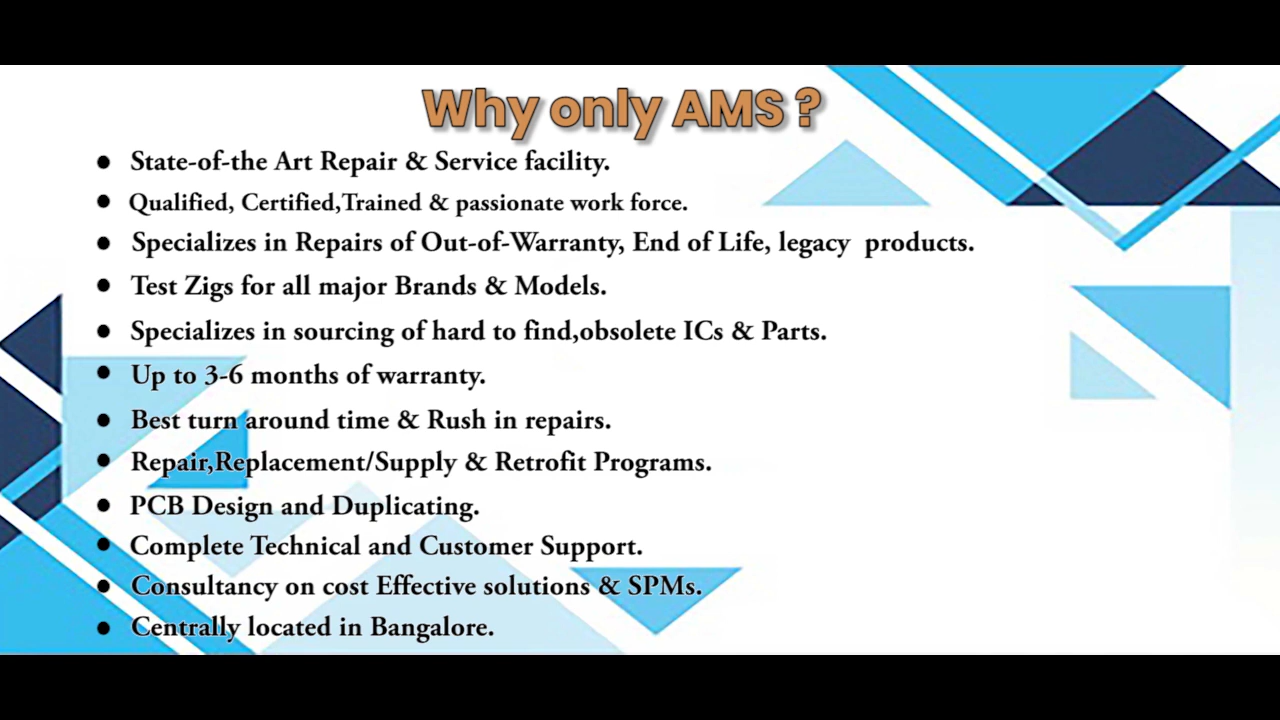 Why only AMS ?
● State-of-the Art Repair & Service facility.
● Qualified, Certified,Trained & passionate work force.
● Specializes in Repairs of Out-of-Warranty, End of Life, legacy  products.
● Test Zigs for all major Brands & Models.
● Specializes in sourcing of hard to find,obsolete ICs & Parts.
● Up to 3-6 months of warranty.
● Best turn around time & Rush in repairs.
● Repair,Replacement/Supply & Retrofit Programs.
● PCB Design and Duplicating.
● Complete Technical and Customer Support.
● Consultancy on cost Effective solutions & SPMs.
● Centrally located in Bangalore.